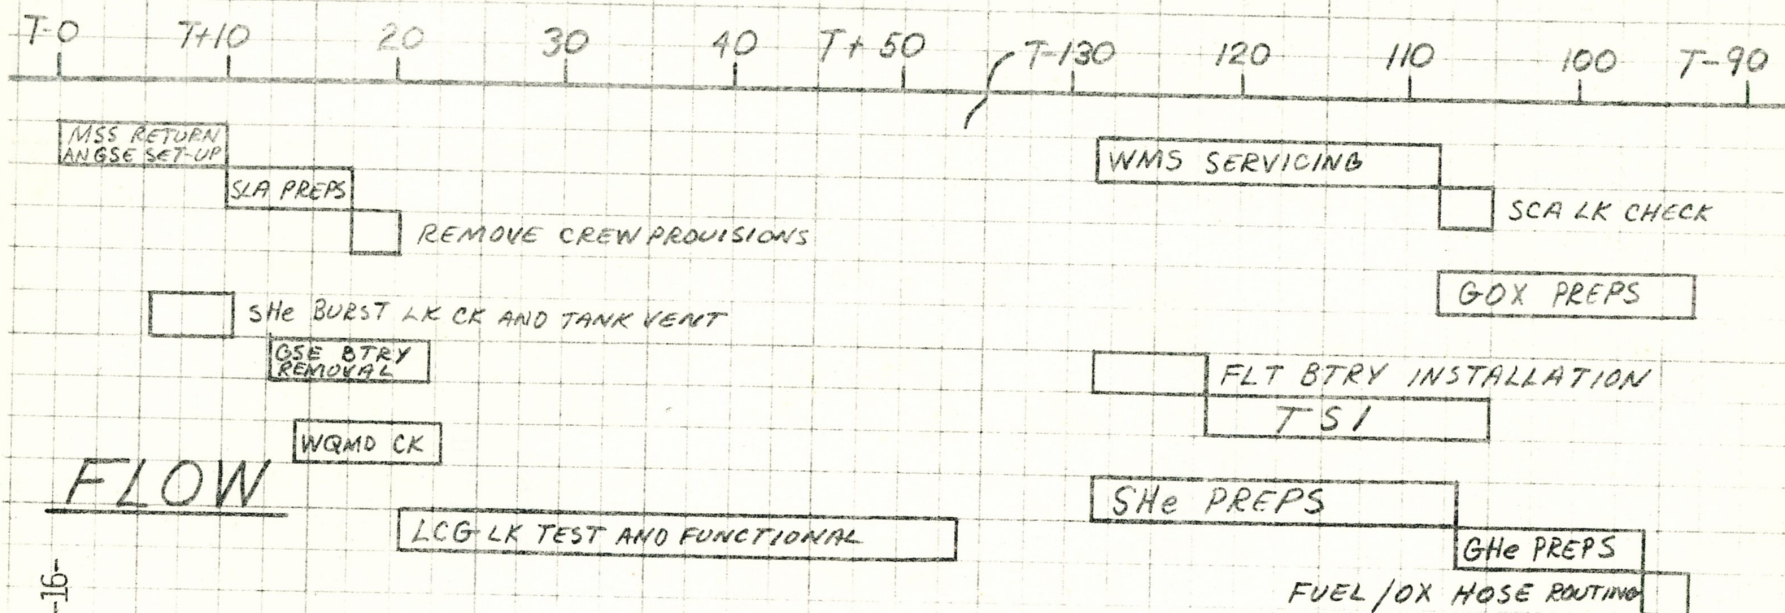 T-0 T+10 20 30 40 T+50 T-130 120 110 100 T-90
MSS RETURN
ANGSE SET-UP
WMS SERVICING
SLA PREPS
SCA LK CHECK
REMOVE CREW PROVISIONS
GOX PREPS
SHe BURST LK CK AND TANK VENT
GSE BTRY
REMOVAL
FLT BTRY INSTALLATION
TSI
WQMD CK
FLOW
SHe PREPS
LCG LK TEST AND FUNCTIONAL
GHe PREPS
FUEL/OX HOSE ROUTING
-16-